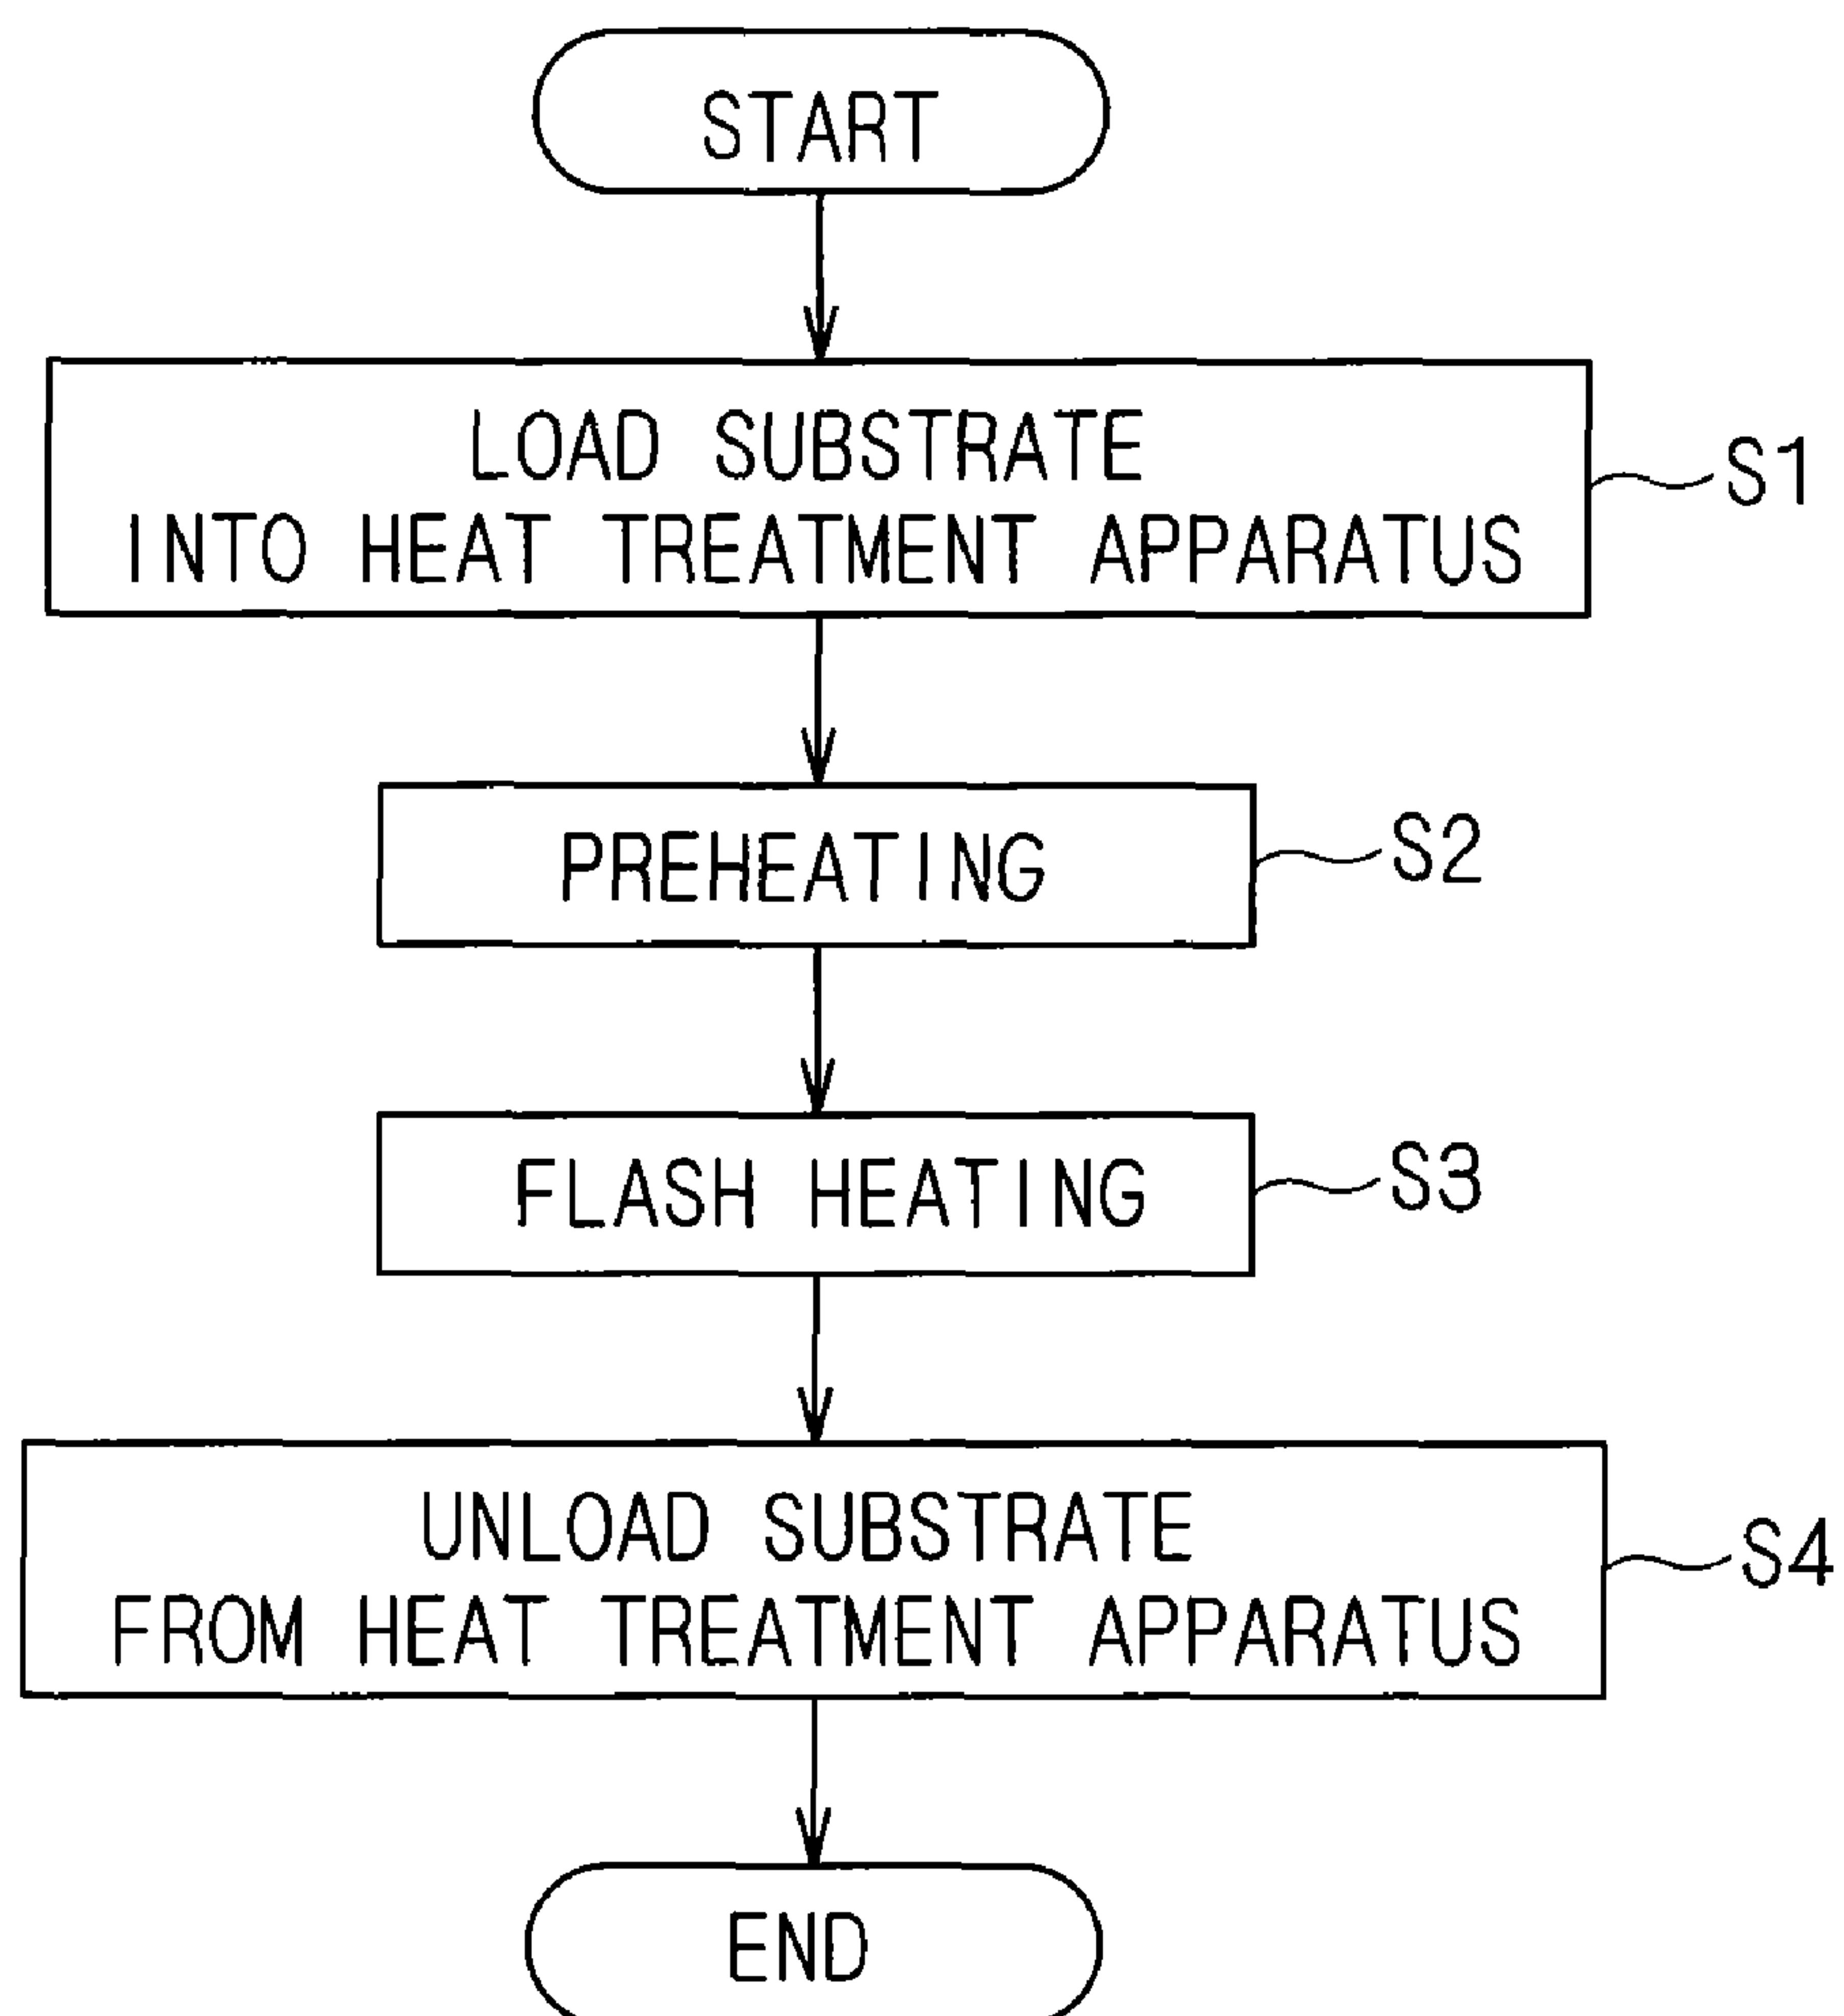 START
LOAD SUBSTRATE
INTO HEAT TREATMENT APPARATUS
S1
PREHEATING
S2
FLASH HEATING
S3
UNLOAD SUBSTRATE
FROM HEAT TREATMENT APPARATUS
S4
END